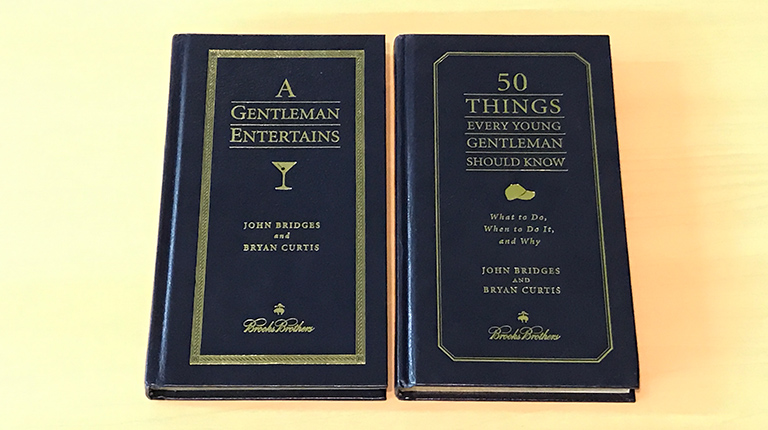 A
GENTLEMAN
ENTERTAINS
JOHN BRIDGES
and
BRYAN CURTIS
Brooks Brothers
50
THINGS
EVERY YOUNG
GENTLEMAN
SHOULD KNOW
What to Do,
When to Do It,
and Why
JOHN BRIDGES
AND
BRYAN CURTIS
Brooks Brothers